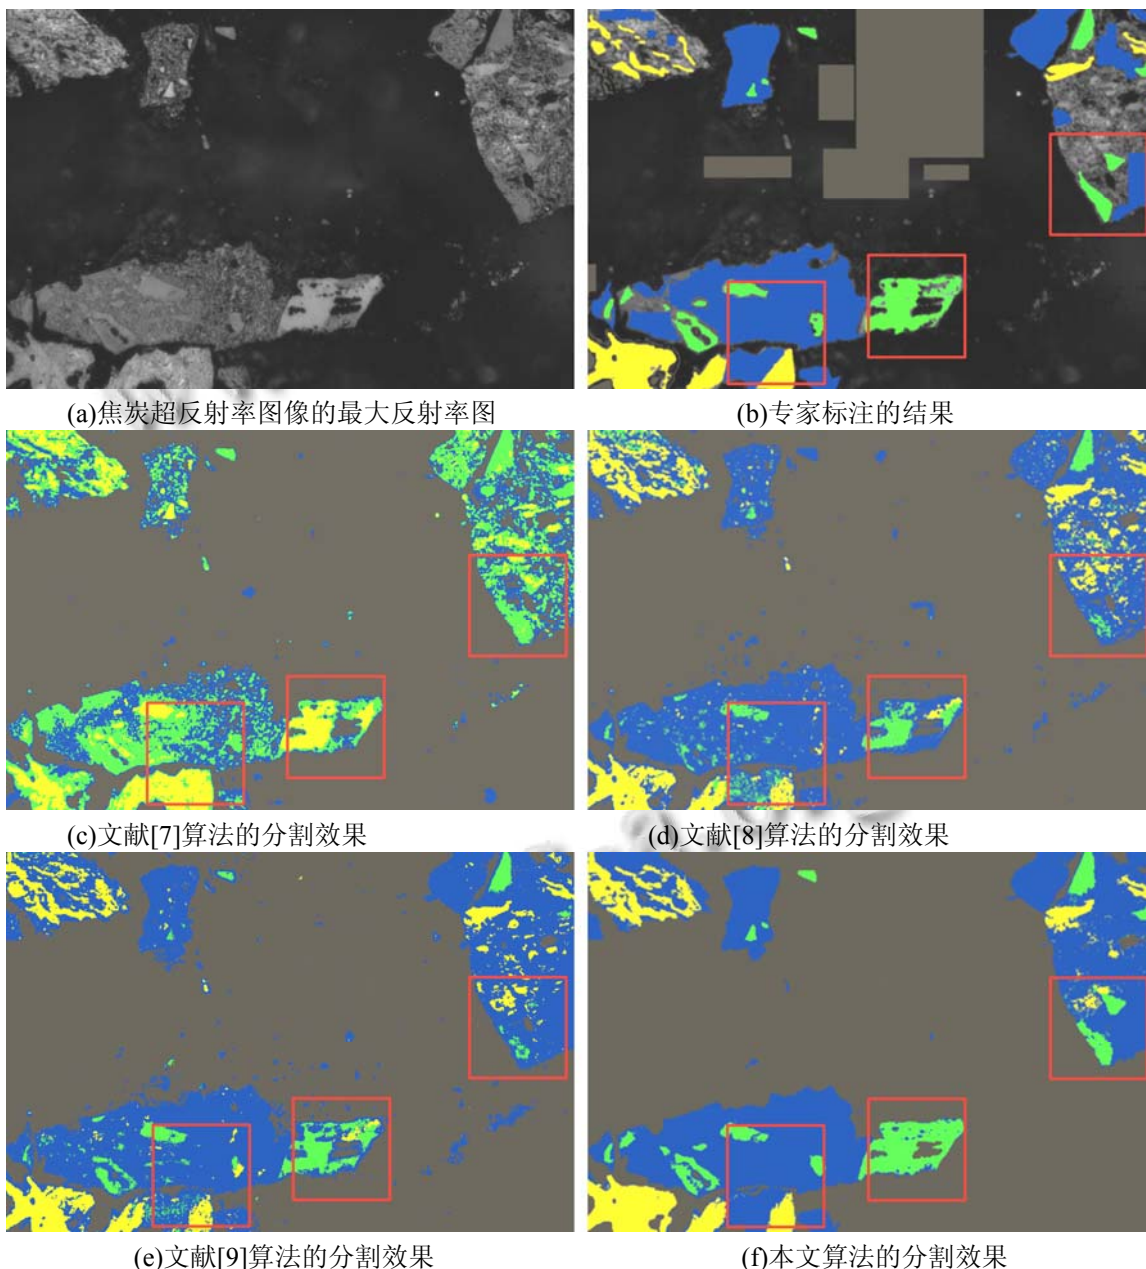 (a)焦炭超反射率图像的最大反射率图
(b)专家标注的结果
(c)文献[7]算法的分割效果
(d)文献[8]算法的分割效果
(e)文献[9]算法的分割效果
(f)本文算法的分割效果